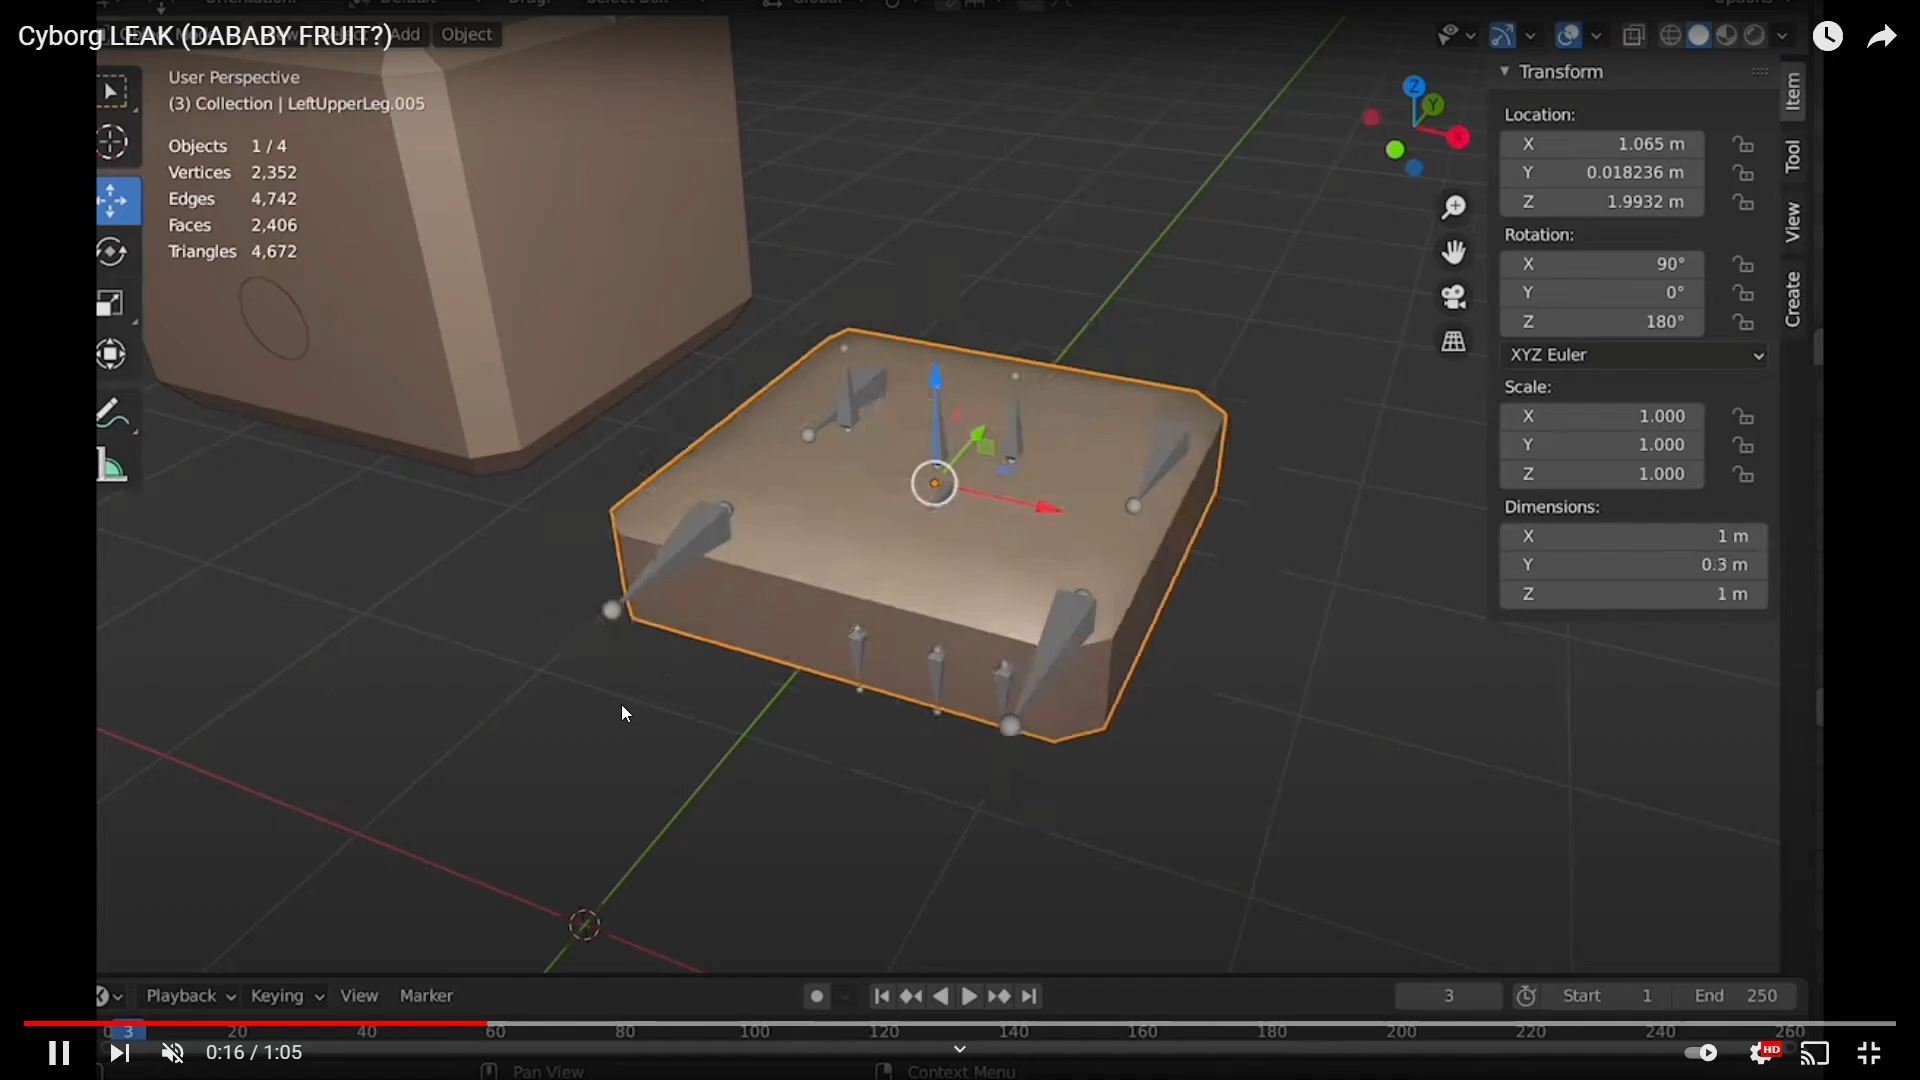 Cyborg LEAK (DABABY FRUIT?)
Add
Object
User Perspective
(3) Collection | LeftUpperLeg.005
Objects 1 / 4
Vertices 2,352
Edges 4,742
Faces 2,406
Triangles 4,672
Z
Y
X
Transform
Location:
X 1.065 m
Y 0.018236 m
Z 1.9932 m
Rotation:
X 90°
Y 0°
Z 180°
XYZ Euler
Scale:
X 1.000
Y 1.000
Z 1.000
Dimensions:
X 1 m
Y 0.3 m
Z 1 m
Item
Tool
View
Create
Playback Keying View Marker
3 Start 1 End 250
0 3 20 40 60 80 100 120 140 160 180 200 220 240 260
0:16 / 1:05
HD
Pan View Context Menu